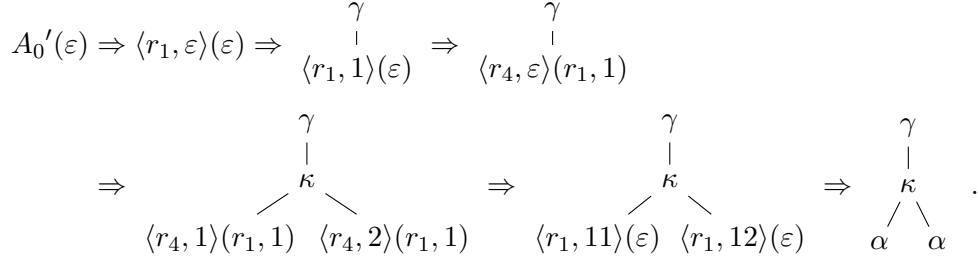 A₀′(ε) ⇒ ⟨r₁, ε⟩(ε) ⇒ γ ⟨r₁, 1⟩(ε) ⇒ γ ⟨r₄, ε⟩(r₁, 1)
⇒ γ κ ⟨r₄, 1⟩(r₁, 1) ⟨r₄, 2⟩(r₁, 1) ⇒ γ κ ⟨r₁, 11⟩(ε) ⟨r₁, 12⟩(ε) ⇒ γ κ α α .